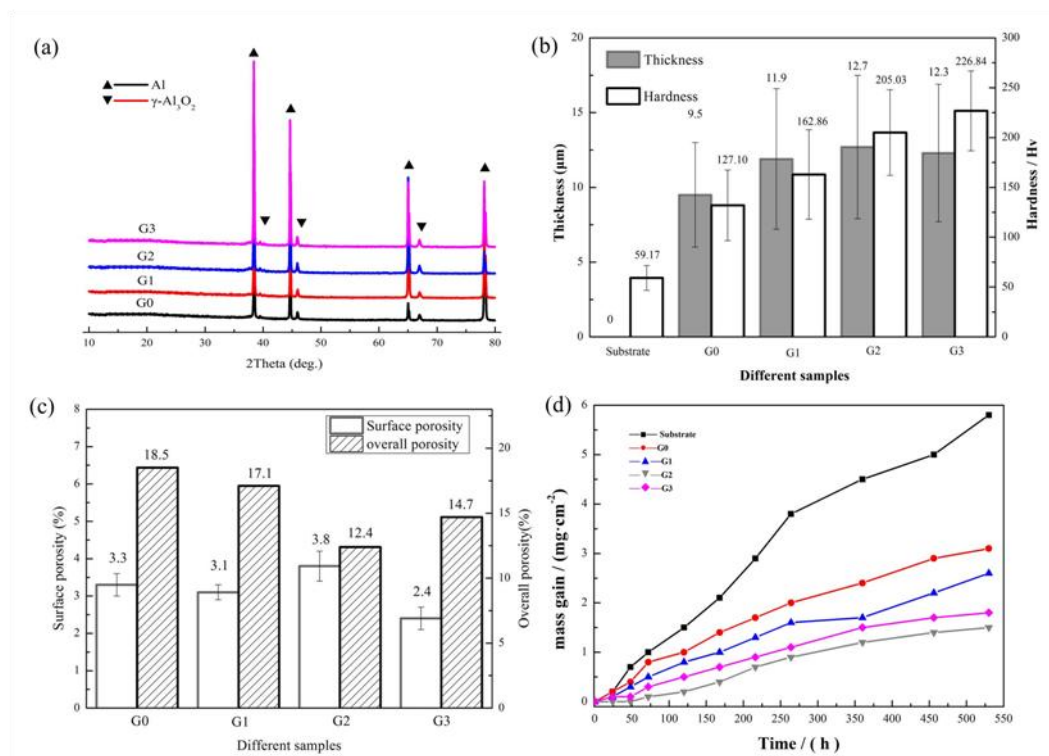 (a)
Al
γ-Al₃O₂
G3
G2
G1
G0
10 20 30 40 50 60 70 80
2Theta (deg.)
(b)
Thickness
Hardness
20
15
10
5
0
Thickness (μm)
300
250
200
150
100
50
0
Hardness / Hv
0
59.17
9.5
127.10
11.9
162.86
12.7
205.03
12.3
226.84
Substrate G0 G1 G2 G3
Different samples
(c)
Surface porosity
overall porosity
8
7
6
5
4
3
2
1
0
Surface porosity (%)
20
15
10
5
0
Overall porosity(%)
3.3
18.5
3.1
17.1
3.8
12.4
2.4
14.7
G0 G1 G2 G3
Different samples
(d)
Substrate
G0
G1
G2
G3
6
5
4
3
2
1
0
mass gain / (mg·cm⁻²)
0 50 100 150 200 250 300 350 400 450 500 550
Time / ( h )